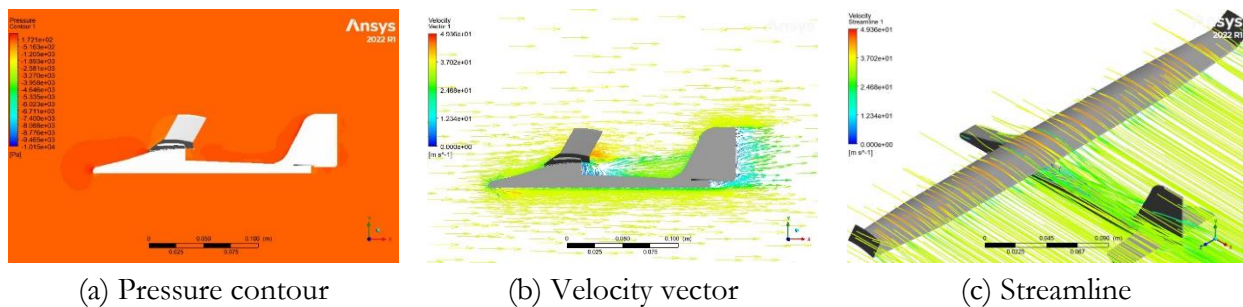 Pressure
Contour 1
1.721e+02
-5.163e+02
-1.205e+03
-1.893e+03
-2.581e+03
-3.270e+03
-3.958e+03
-4.646e+03
-5.335e+03
-6.023e+03
-6.711e+03
-7.400e+03
-8.088e+03
-8.776e+03
-9.465e+03
-1.015e+04
[Pa]
Ansys
2022 R1
0 0.050 0.100 (m)
0.025 0.075
Y
X
Velocity
Vector 1
4.936e+01
3.702e+01
2.468e+01
1.234e+01
0.000e+00
[m s^-1]
0 0.050 0.100 (m)
0.025 0.075
Y
X
Velocity
Streamline 1
4.936e+01
3.702e+01
2.468e+01
1.234e+01
0.000e+00
[m s^-1]
Ansys
2022 R1
0 0.045 0.090 (m)
0.0225
(a) Pressure contour
(b) Velocity vector
(c) Streamline